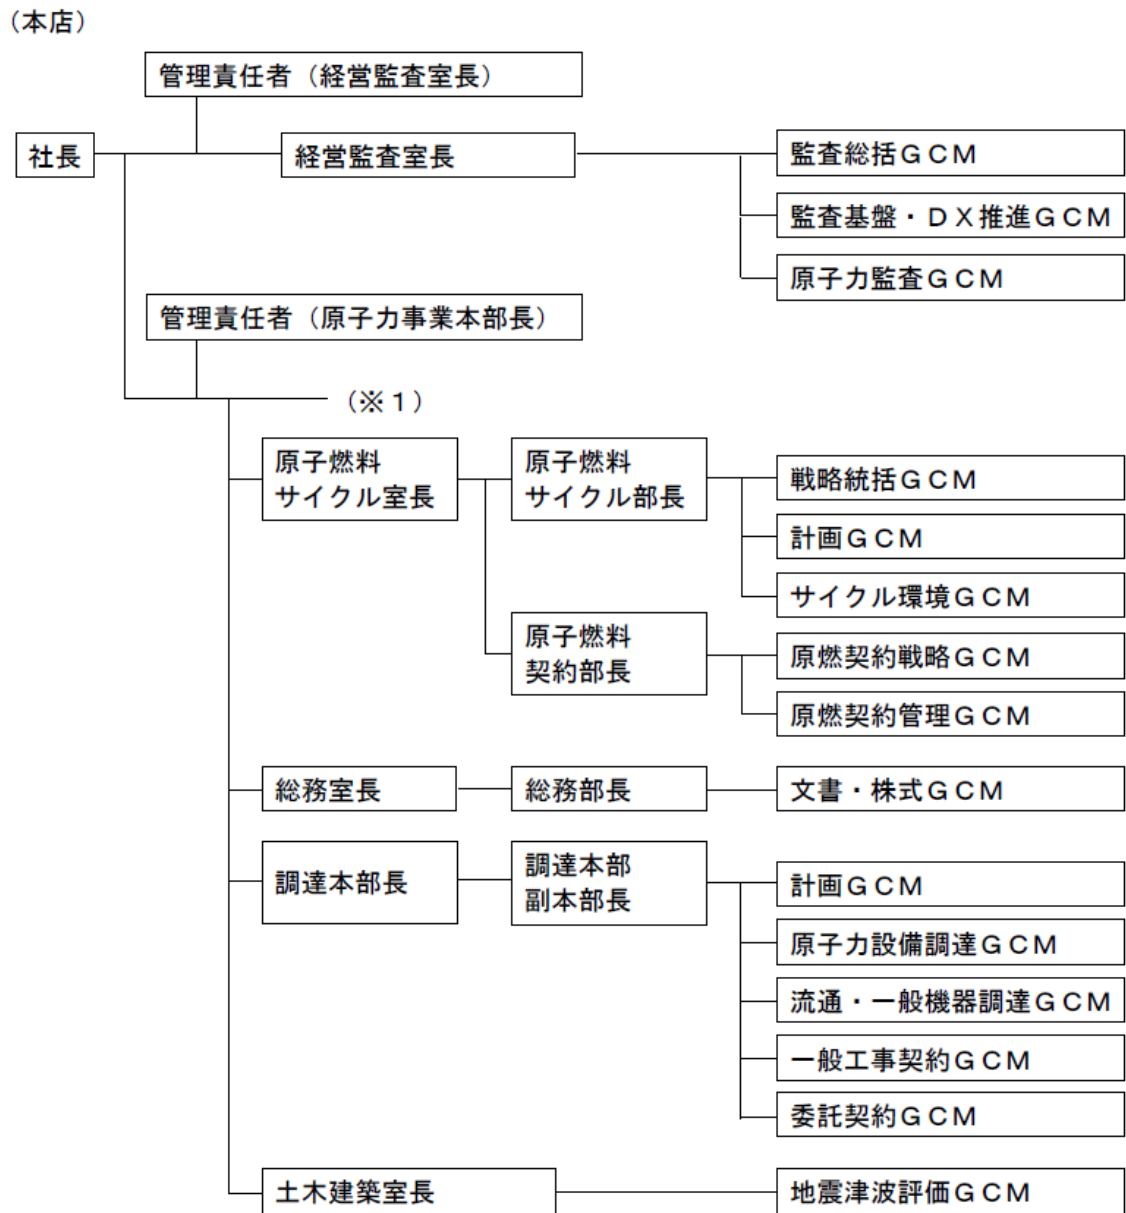 （本店）
管理責任者（経営監査室長）
社長
経営監査室長
監査総括ＧＣＭ
監査基盤・ＤＸ推進ＧＣＭ
原子力監査ＧＣＭ
管理責任者（原子力事業本部長）
（※１）
原子燃料
サイクル室長
原子燃料
サイクル部長
戦略統括ＧＣＭ
計画ＧＣＭ
サイクル環境ＧＣＭ
原子燃料
契約部長
原燃契約戦略ＧＣＭ
原燃契約管理ＧＣＭ
総務室長
総務部長
文書・株式ＧＣＭ
調達本部長
調達本部
副本部長
計画ＧＣＭ
原子力設備調達ＧＣＭ
流通・一般機器調達ＧＣＭ
一般工事契約ＧＣＭ
委託契約ＧＣＭ
土木建築室長
地震津波評価ＧＣＭ